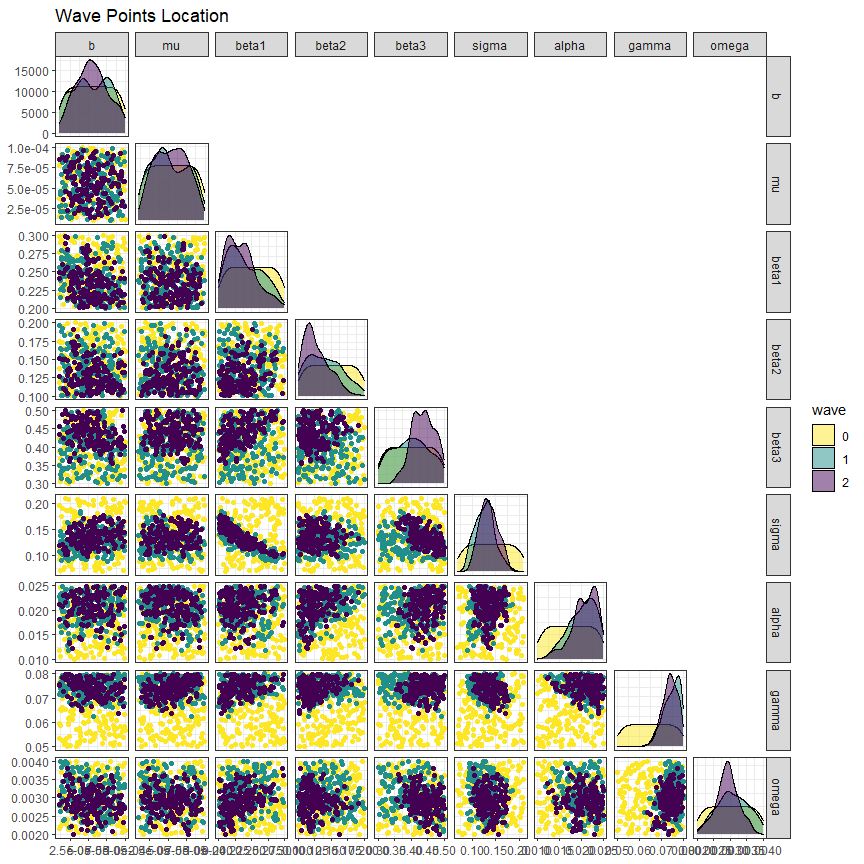 Wave Points Location
b mu beta1 beta2 beta3 sigma alpha gamma omega
15000
10000
5000
0
b
1.0e-04
7.5e-05
5.0e-05
2.5e-05
mu
0.300
0.275
0.250
0.225
0.200
beta1
0.200
0.175
0.150
0.125
0.100
beta2
0.50
0.45
0.40
0.35
0.30
beta3
0.20
0.15
0.10
sigma
0.025
0.020
0.015
0.010
alpha
0.08
0.07
0.06
0.05
gamma
0.0040
0.0035
0.0030
0.0025
0.0020
omega
wave
0
1
2